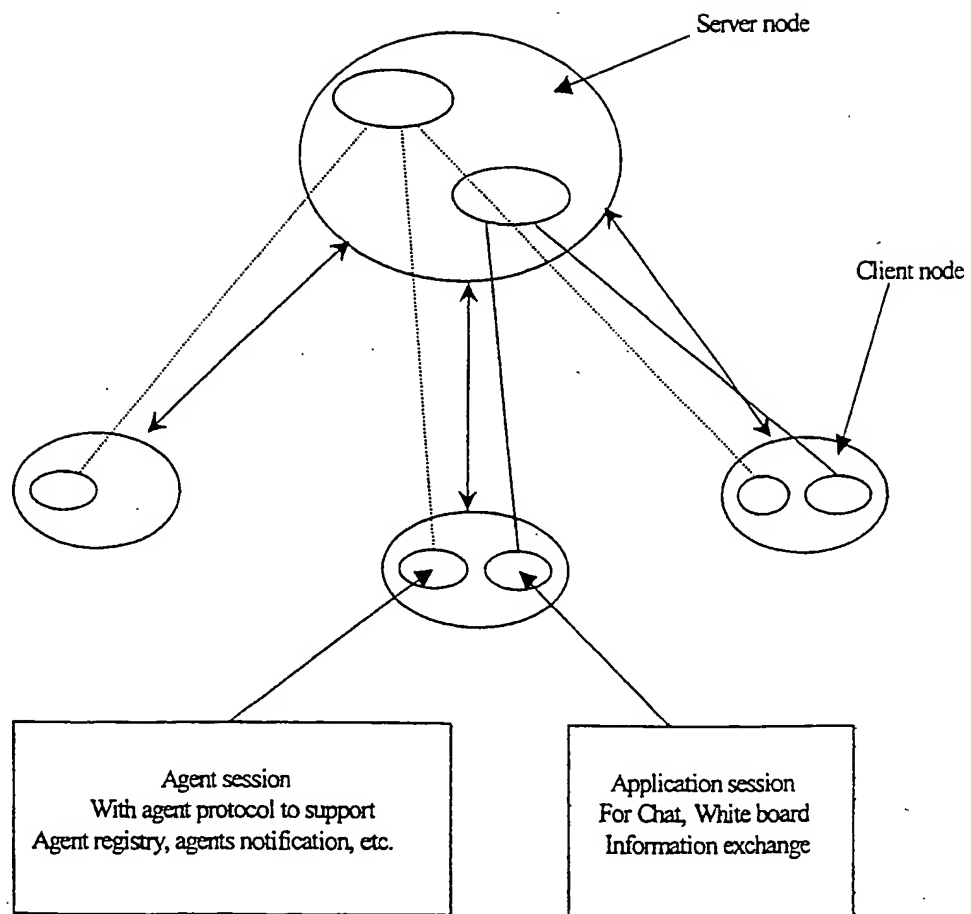 Server node
Client node
Agent session
With agent protocol to support
Agent registry, agents notification, etc.
Application session
For Chat, White board
Information exchange